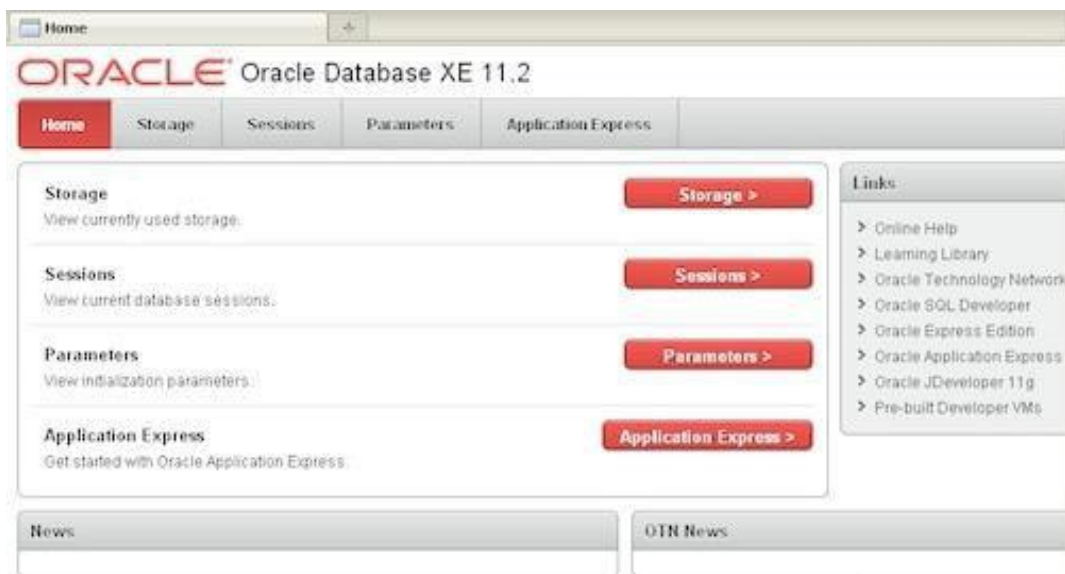 Home
ORACLE Oracle Database XE 11.2
Home Storage Sessions Parameters Application Express
Storage
View currently used storage.
Storage >
Sessions
View current database sessions.
Sessions >
Parameters
View initialization parameters.
Parameters >
Application Express
Get started with Oracle Application Express.
Application Express >
Links
Online Help
Learning Library
Oracle Technology Network
Oracle SQL Developer
Oracle Express Edition
Oracle Application Express
Oracle JDeveloper 11g
Pre-built Developer VMs
News
OTN News